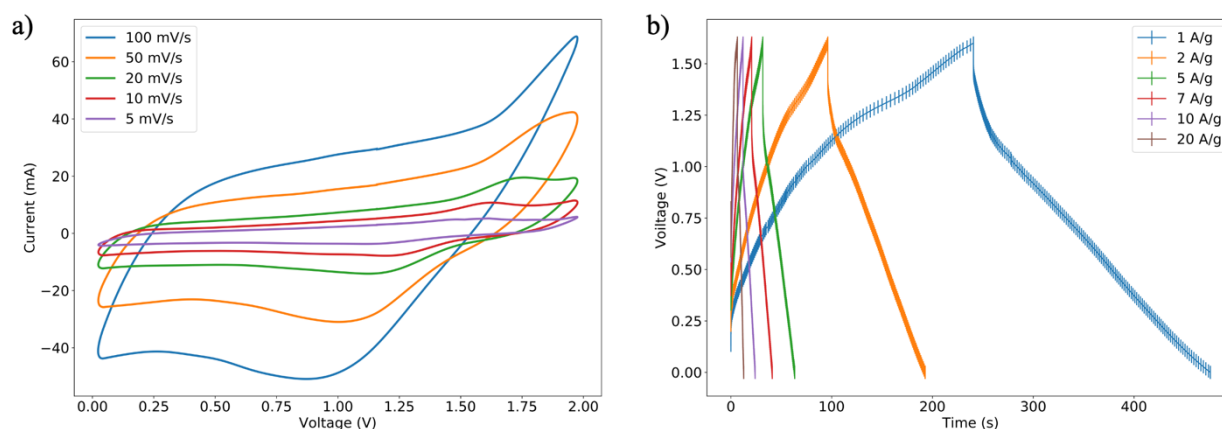 a)
100 mV/s
50 mV/s
20 mV/s
10 mV/s
5 mV/s
60
40
20
0
−20
−40
Currrent (mA)
0.00 0.25 0.50 0.75 1.00 1.25 1.50 1.75 2.00
Voltage (V)
b)
1 A/g
2 A/g
5 A/g
7 A/g
10 A/g
20 A/g
1.50
1.25
1.00
0.75
0.50
0.25
0.00
Voiltage (V)
0 100 200 300 400
Time (s)